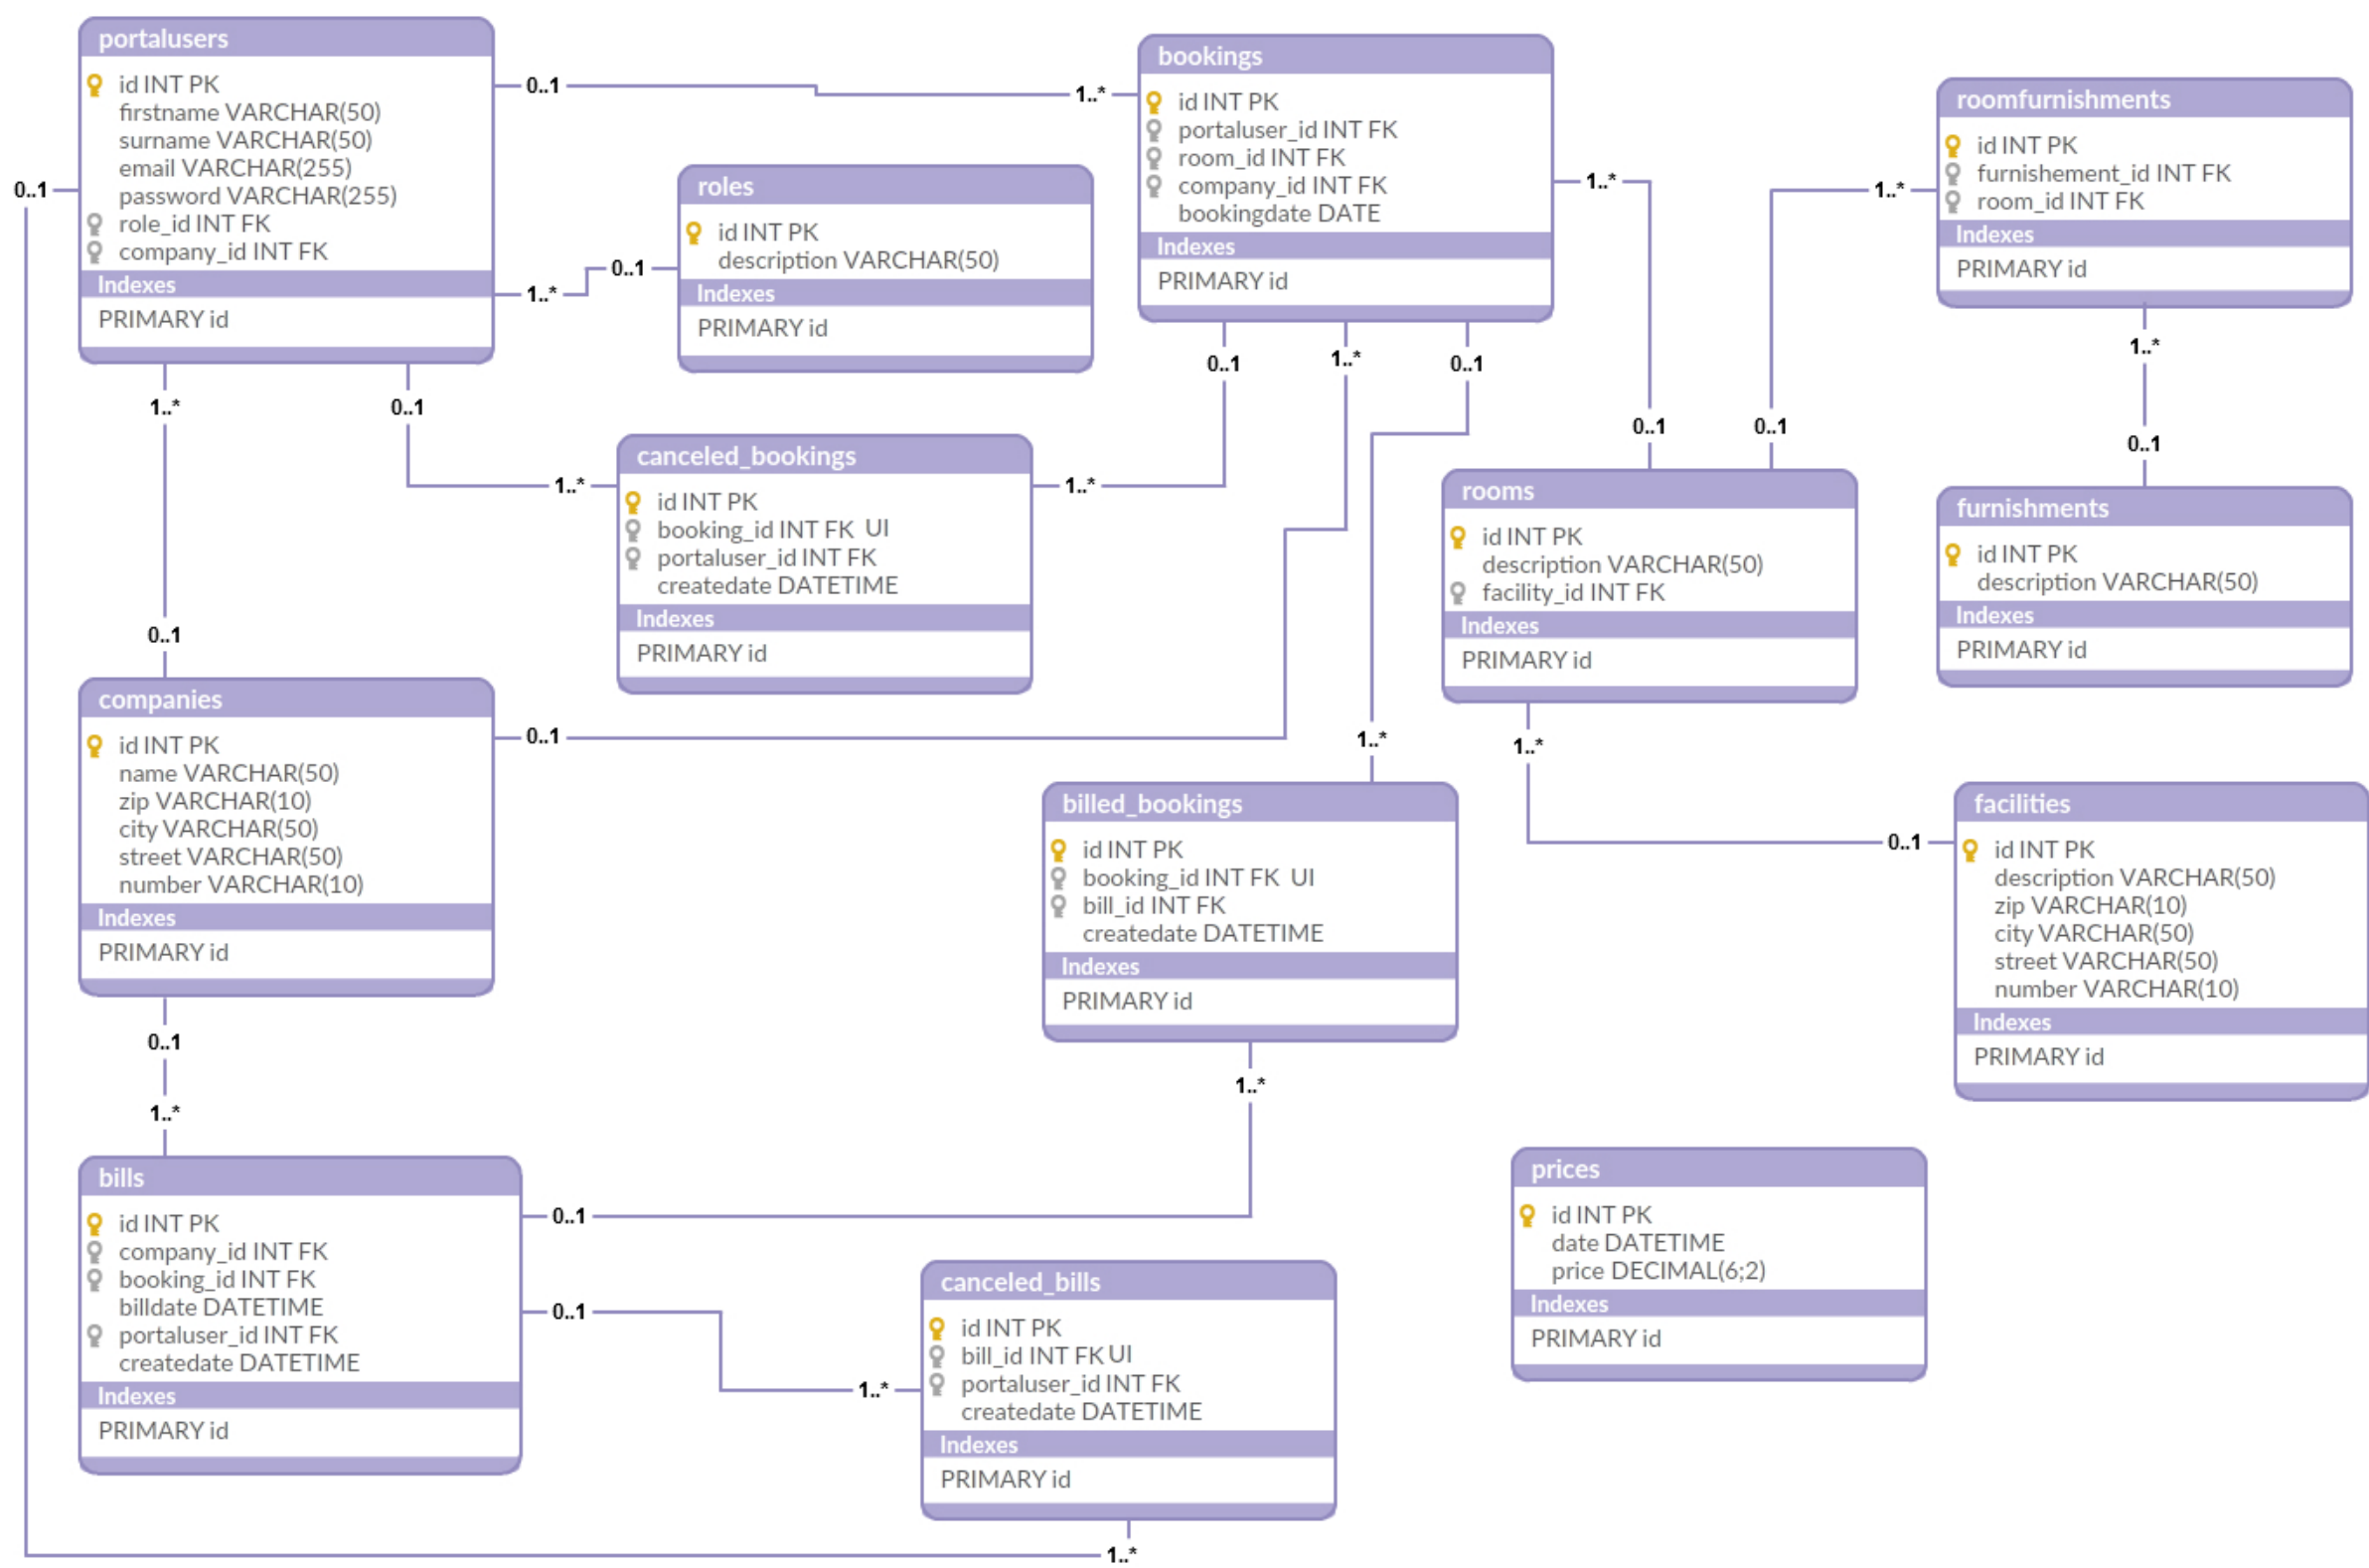 portalusers
id INT PK
firstname VARCHAR(50)
surname VARCHAR(50)
email VARCHAR(255)
password VARCHAR(255)
role_id INT FK
company_id INT FK
Indexes
PRIMARY id
0..1
1..*
0..1
0..1
1..*
1..*
0..1
roles
id INT PK
description VARCHAR(50)
Indexes
PRIMARY id
bookings
id INT PK
portaluser_id INT FK
room_id INT FK
company_id INT FK
bookingdate DATE
Indexes
PRIMARY id
1..*
0..1
1..*
0..1
roomfurnishments
id INT PK
furnishement_id INT FK
room_id INT FK
Indexes
PRIMARY id
1..*
1..*
0..1
0..1
0..1
canceled_bookings
id INT PK
booking_id INT FK UI
portaluser_id INT FK
createdate DATETIME
Indexes
PRIMARY id
1..*
1..*
rooms
id INT PK
description VARCHAR(50)
facility_id INT FK
Indexes
PRIMARY id
1..*
furnishments
id INT PK
description VARCHAR(50)
Indexes
PRIMARY id
0..1
companies
id INT PK
name VARCHAR(50)
zip VARCHAR(10)
city VARCHAR(50)
street VARCHAR(50)
number VARCHAR(10)
Indexes
PRIMARY id
0..1
0..1
1..*
1..*
billed_bookings
id INT PK
booking_id INT FK UI
bill_id INT FK
createdate DATETIME
Indexes
PRIMARY id
1..*
0..1
facilities
id INT PK
description VARCHAR(50)
zip VARCHAR(10)
city VARCHAR(50)
street VARCHAR(50)
number VARCHAR(10)
Indexes
PRIMARY id
bills
id INT PK
company_id INT FK
booking_id INT FK
billdate DATETIME
portaluser_id INT FK
createdate DATETIME
Indexes
PRIMARY id
0..1
0..1
1..*
canceled_bills
id INT PK
bill_id INT FK UI
portaluser_id INT FK
createdate DATETIME
Indexes
PRIMARY id
1..*
prices
id INT PK
date DATETIME
price DECIMAL(6;2)
Indexes
PRIMARY id